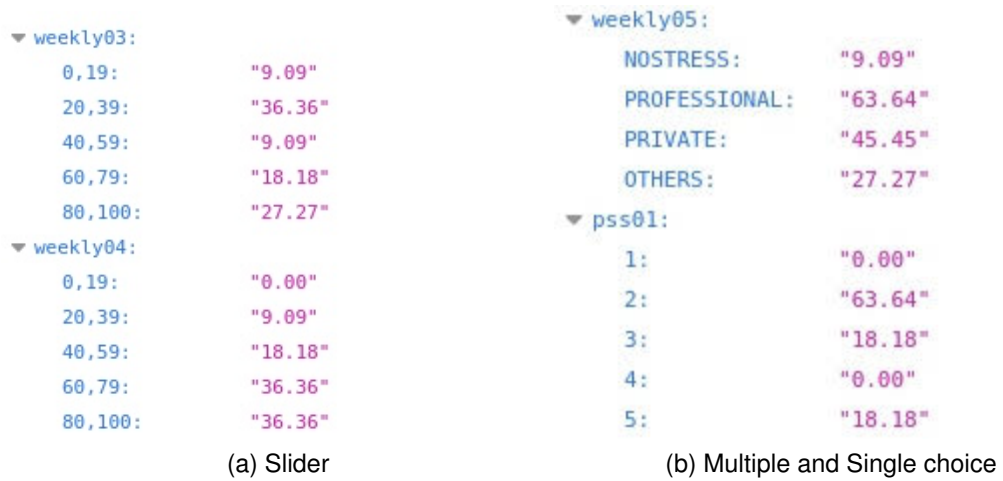 weekly03:
0,19: "9.09"
20,39: "36.36"
40,59: "9.09"
60,79: "18.18"
80,100: "27.27"
weekly04:
0,19: "0.00"
20,39: "9.09"
40,59: "18.18"
60,79: "36.36"
80,100: "36.36"
(a) Slider
weekly05:
NOSTRESS: "9.09"
PROFESSIONAL: "63.64"
PRIVATE: "45.45"
OTHERS: "27.27"
pss01:
1: "0.00"
2: "63.64"
3: "18.18"
4: "0.00"
5: "18.18"
(b) Multiple and Single choice